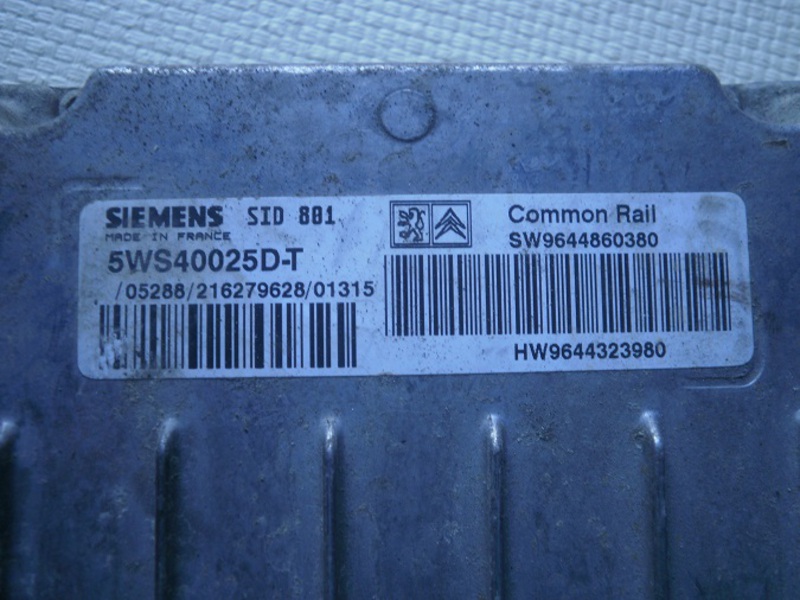 SIEMENS SID 801
MADE IN FRANCE
5WS40025D-T
/05288/216279628/01315
Common Rail
SW9644860380
HW9644323980